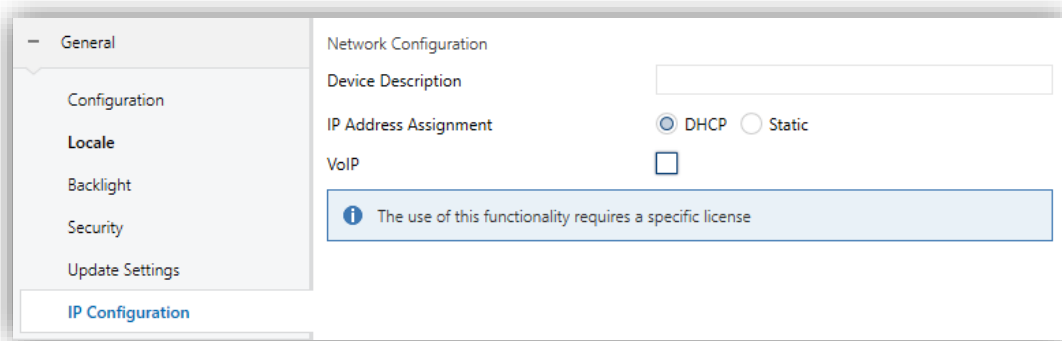 General
Configuration
Locale
Backlight
Security
Update Settings
IP Configuration
Network Configuration
Device Description
IP Address Assignment
DHCP Static
VoIP
The use of this functionality requires a specific license